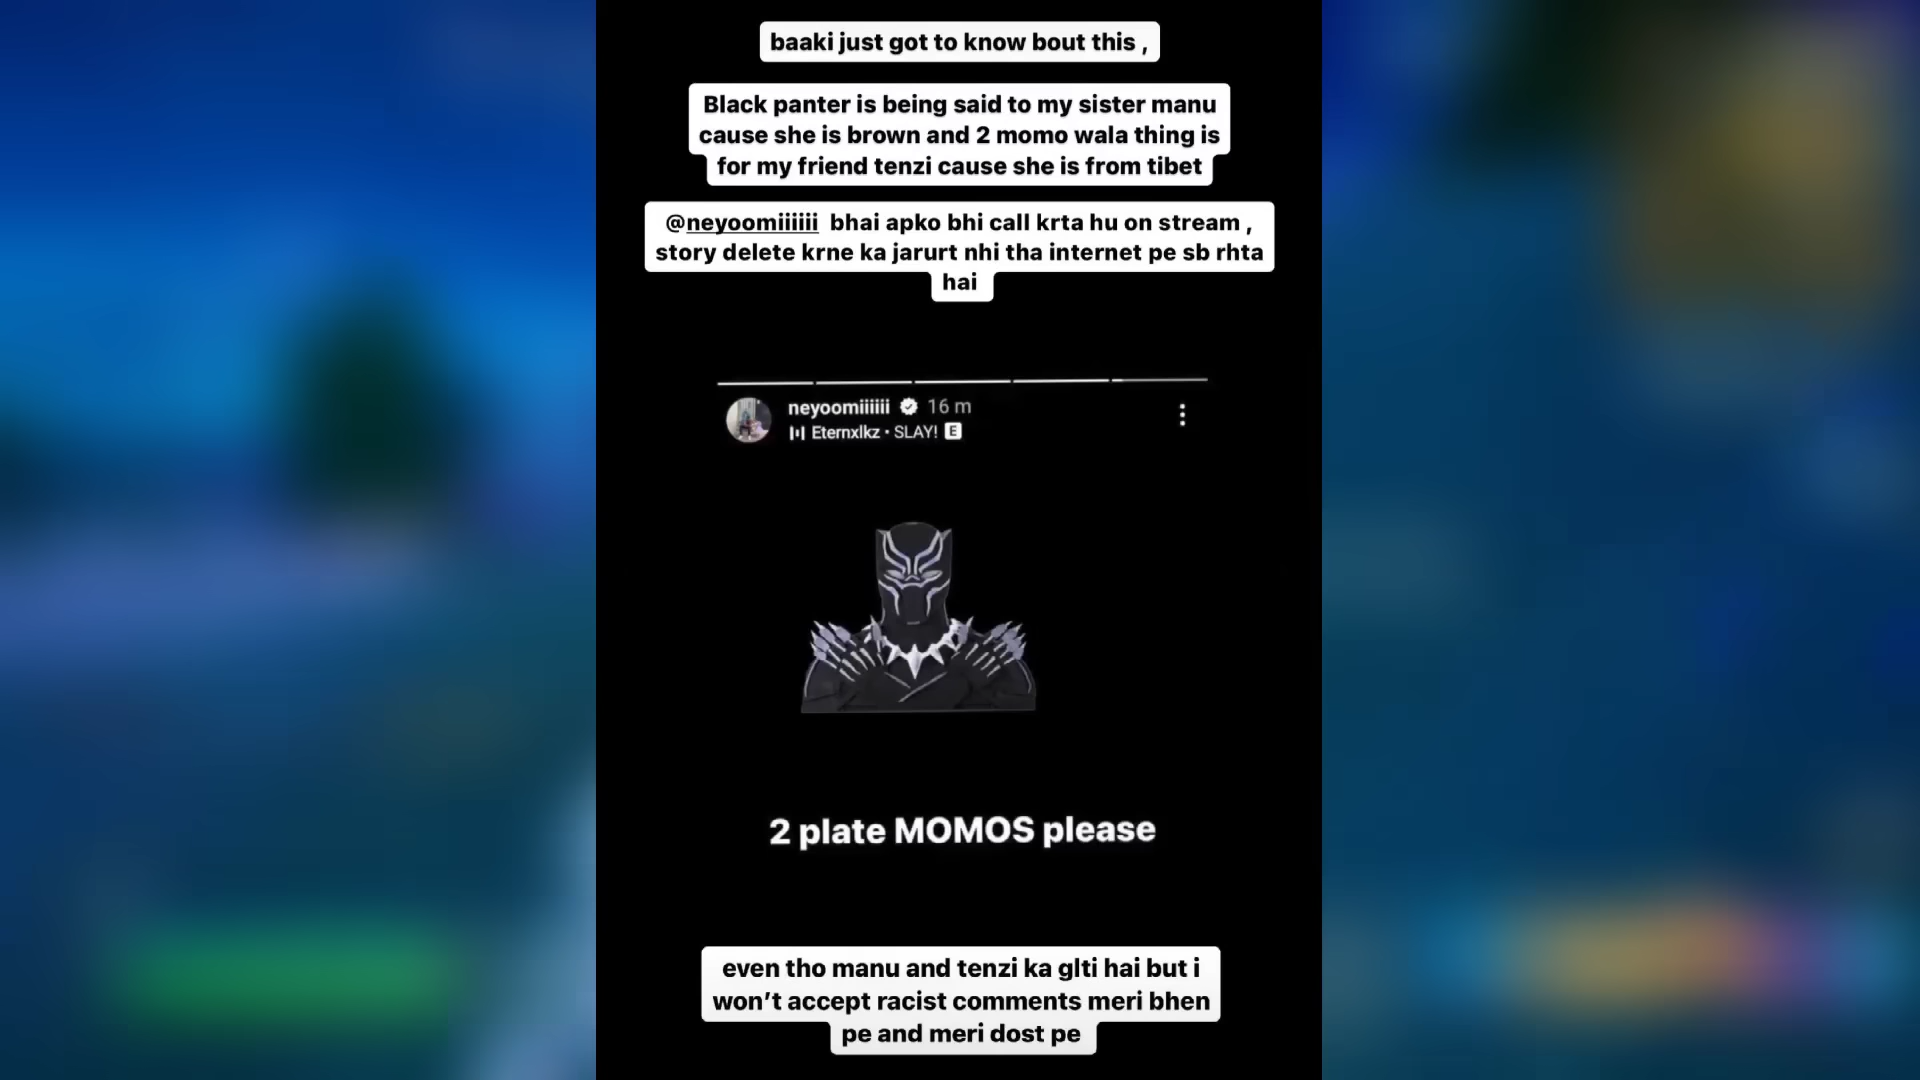 baaki just got to know bout this ,
Black panter is being said to my sister manu
cause she is brown and 2 momo wala thing is
for my friend tenzi cause she is from tibet
@neyoomiiiiii bhai apko bhi call krta hu on stream ,
story delete krne ka jarurt nhi tha internet pe sb rhta
hai
neyoomiiiiii 16 m
Eternxlkz • SLAY! E
2 plate MOMOS please
even tho manu and tenzi ka glti hai but i
won’t accept racist comments meri bhen
pe and meri dost pe